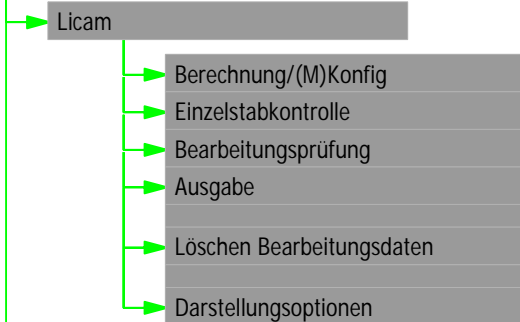 Licam
Berechnung/(M)Konfig
Einzelstabkontrolle
Bearbeitungsprüfung
Ausgabe
Löschen Bearbeitungsdaten
Darstellungsoptionen